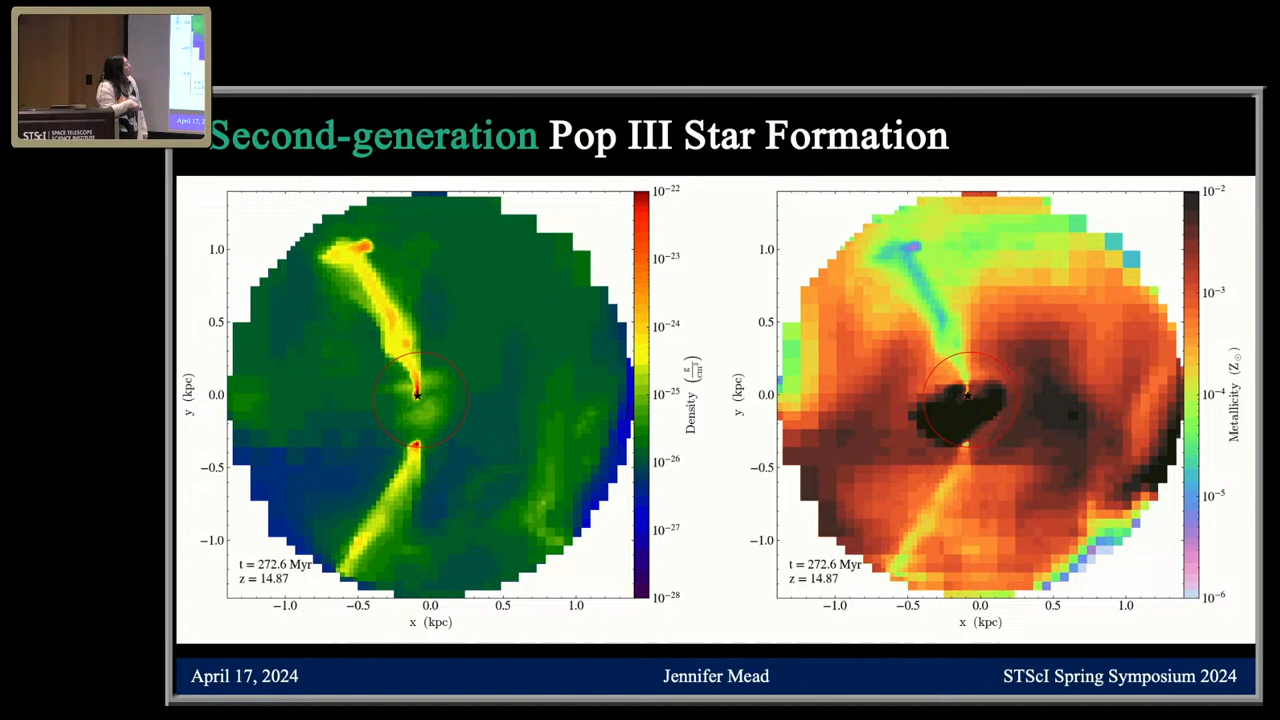 STScI | SPACE TELESCOPE
SCIENCE INSTITUTE
April 17, 2
Second-generation Pop III Star Formation
1.0
0.5
0.0
−0.5
−1.0
y (kpc)
−1.0
−0.5
0.0
0.5
1.0
x (kpc)
t = 272.6 Myr
z = 14.87
10⁻²²
10⁻²³
10⁻²⁴
10⁻²⁵
10⁻²⁶
10⁻²⁷
10⁻²⁸
Density (g/cm³)
1.0
0.5
0.0
−0.5
−1.0
y (kpc)
−1.0
−0.5
0.0
0.5
1.0
x (kpc)
t = 272.6 Myr
z = 14.87
10⁻²
10⁻³
10⁻⁴
10⁻⁵
10⁻⁶
Metallicity (Z☉)
April 17, 2024
Jennifer Mead
STScI Spring Symposium 2024